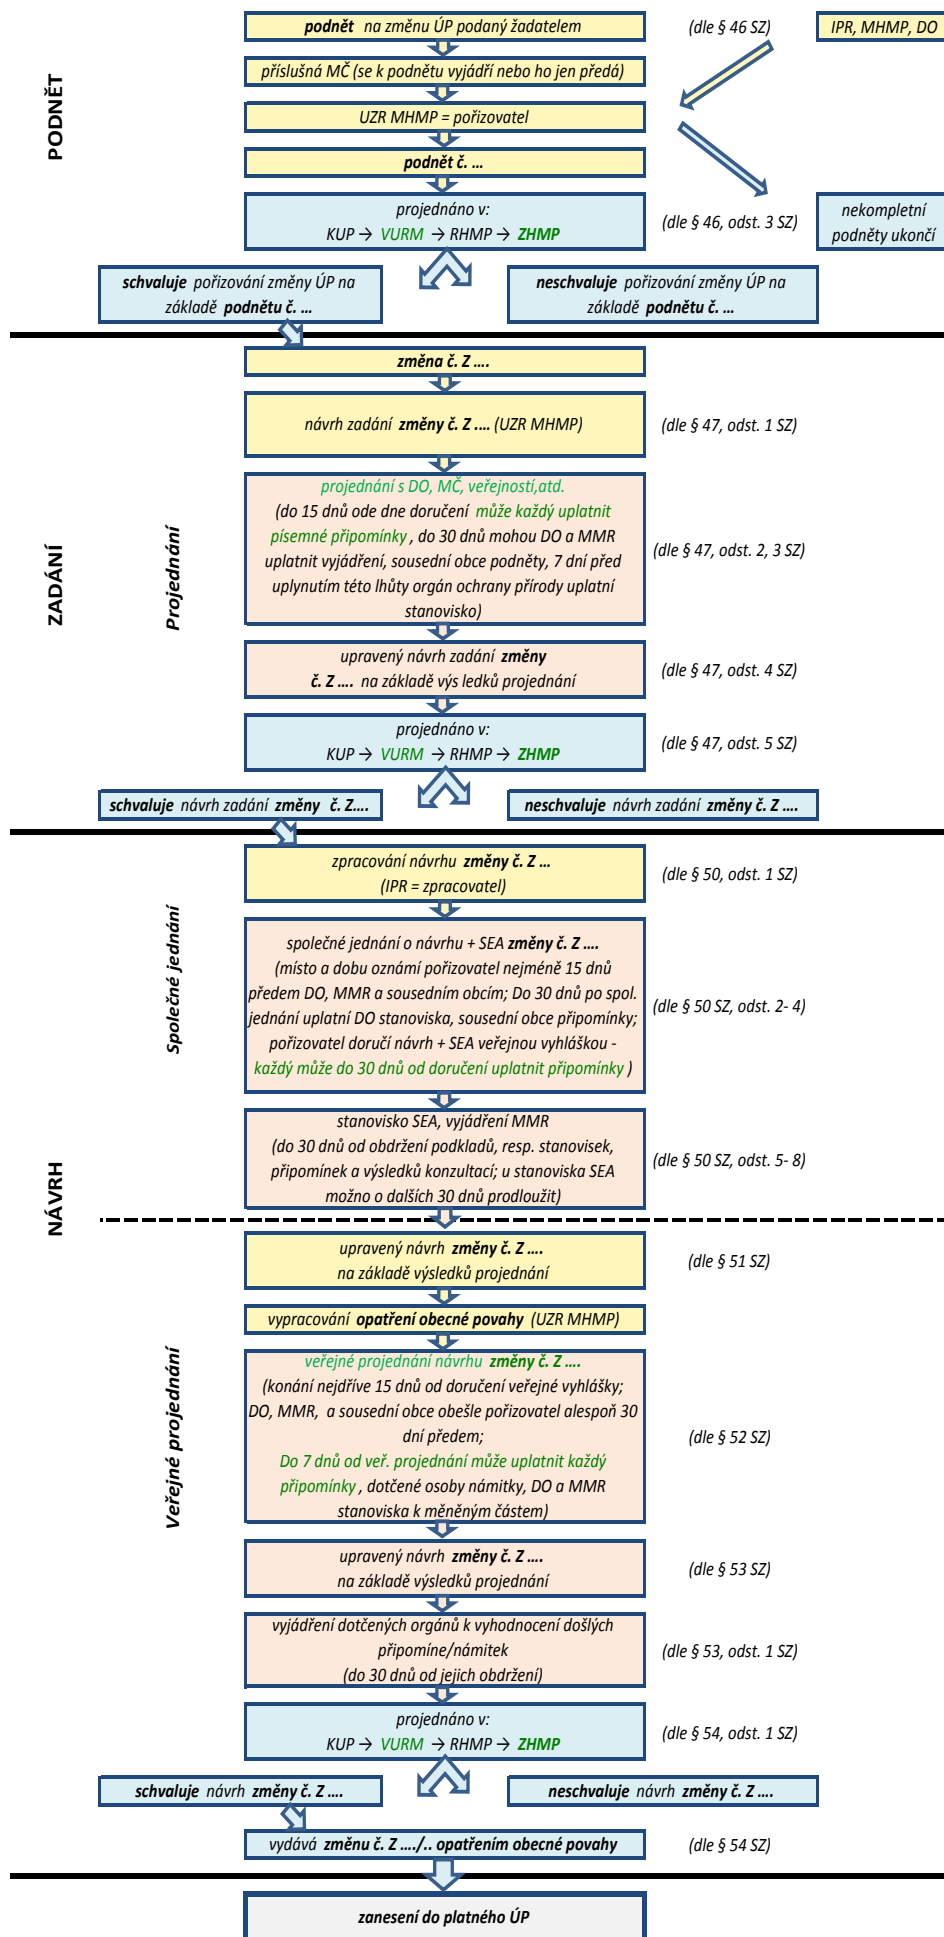 podnět na změnu ÚP podaný žadatelem
(dle § 46 SZ)
IPR, MHMP, DO
příslušná MČ (se k podnětu vyjádří nebo ho jen předá)
UZR MHMP = pořizovatel
podnět č. ...
PODNĚT
projednáno v:
KUP → VURM → RHMP → ZHMP
(dle § 46, odst. 3 SZ)
nekompletní
podněty ukončí
schvaluje pořizování změny ÚP na
základě podnětu č. ...
neschvaluje pořizování změny ÚP na
základě podnětu č. ...
změna č. Z ....
návrh zadání změny č. Z .... (UZR MHMP)
(dle § 47, odst. 1 SZ)
ZADÁNÍ
Projednání
projednání s DO, MČ, veřejností,atd.
(do 15 dnů ode dne doručení může každý uplatnit
písemné připomínky , do 30 dnů mohou DO a MMR
uplatnit vyjádření, sousední obce podněty, 7 dní před
uplynutím této lhůty orgán ochrany přírody uplatní
stanovisko)
(dle § 47, odst. 2, 3 SZ)
upravený návrh zadání změny
č. Z .... na základě výs ledků projednání
(dle § 47, odst. 4 SZ)
projednáno v:
KUP → VURM → RHMP → ZHMP
(dle § 47, odst. 5 SZ)
schvaluje návrh zadání změny č. Z....
neschvaluje návrh zadání změny č. Z ....
NÁVRH
Společné jednání
zpracování návrhu změny č. Z ...
(IPR = zpracovatel)
(dle § 50, odst. 1 SZ)
společné jednání o návrhu + SEA změny č. Z ....
(místo a dobu oznámí pořizovatel nejméně 15 dnů
předem DO, MMR a sousedním obcím; Do 30 dnů po spol.
jednání uplatní DO stanoviska, sousední obce připomínky;
pořizovatel doručí návrh + SEA veřejnou vyhláškou -
každý může do 30 dnů od doručení uplatnit připomínky )
(dle § 50 SZ, odst. 2- 4)
stanovisko SEA, vyjádření MMR
(do 30 dnů od obdržení podkladů, resp. stanovisek,
připomínek a výsledků konzultací; u stanoviska SEA
možno o dalších 30 dnů prodloužit)
(dle § 50 SZ, odst. 5- 8)
Veřejné projednání
upravený návrh změny č. Z ....
na základě výsledků projednání
(dle § 51 SZ)
vypracování opatření obecné povahy (UZR MHMP)
veřejné projednání návrhu změny č. Z ....
(konání nejdříve 15 dnů od doručení veřejné vyhlášky;
DO, MMR, a sousední obce obešle pořizovatel alespoň 30
dní předem;
Do 7 dnů od veř. projednání může uplatnit každý
připomínky , dotčené osoby námitky, DO a MMR
stanoviska k měněným částem)
(dle § 52 SZ)
upravený návrh změny č. Z ....
na základě výsledků projednání
(dle § 53 SZ)
vyjádření dotčených orgánů k vyhodnocení došlých
připomíne/námitek
(do 30 dnů od jejich obdržení)
(dle § 53, odst. 1 SZ)
projednáno v:
KUP → VURM → RHMP → ZHMP
(dle § 54, odst. 1 SZ)
schvaluje návrh změny č. Z ....
neschvaluje návrh změny č. Z ....
vydává změnu č. Z ..../.. opatřením obecné povahy
(dle § 54 SZ)
zanesení do platného ÚP